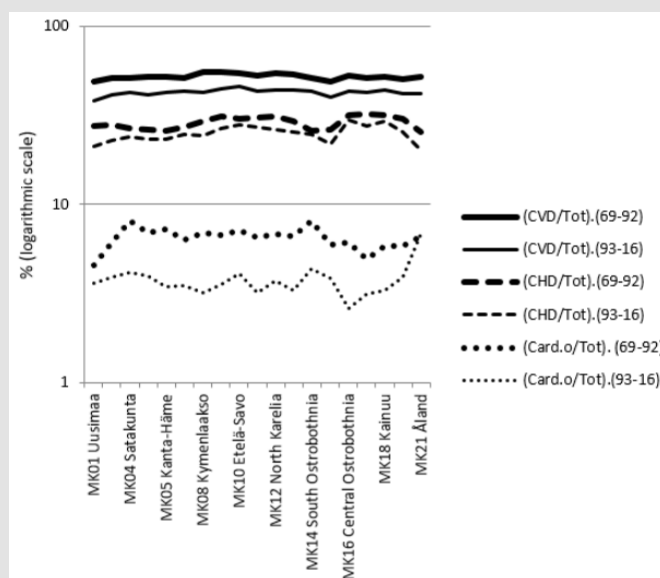 100
10
1
% (logarithmic scale)
MK01 Uusimaa
MK04 Satakunta
MK05 Kanta-Häme
MK08 Kymenlaakso
MK10 Etelä-Savo
MK12 North Karelia
MK14 South Ostrobothnia
MK16 Central Ostrobothnia
MK18 Kainuu
MK21 Åland
(CVD/Tot).(69-92)
(CVD/Tot).(93-16)
(CHD/Tot).(69-92)
(CHD/Tot).(93-16)
(Card.o/Tot). (69-92)
(Card.o/Tot).(93-16)